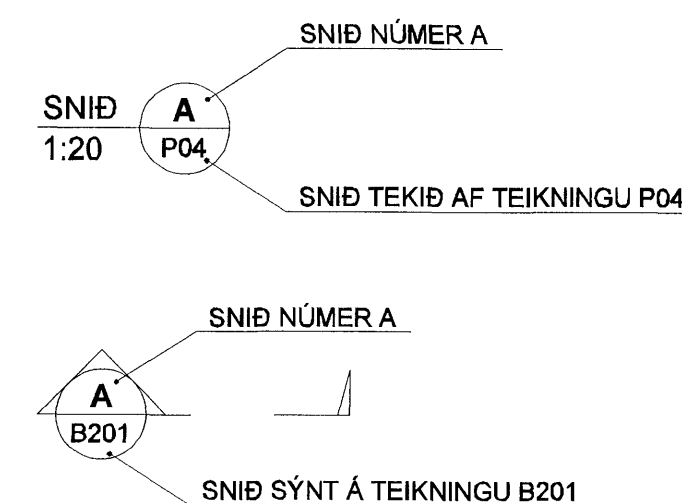 SNIÐ NÚMER A
SNIÐ
A
1:20
P04
SNIÐ TEKIÐ AF TEIKNINGU P04
SNIÐ NÚMER A
A
B201
SNIÐ SÝNT Á TEIKNINGU B201